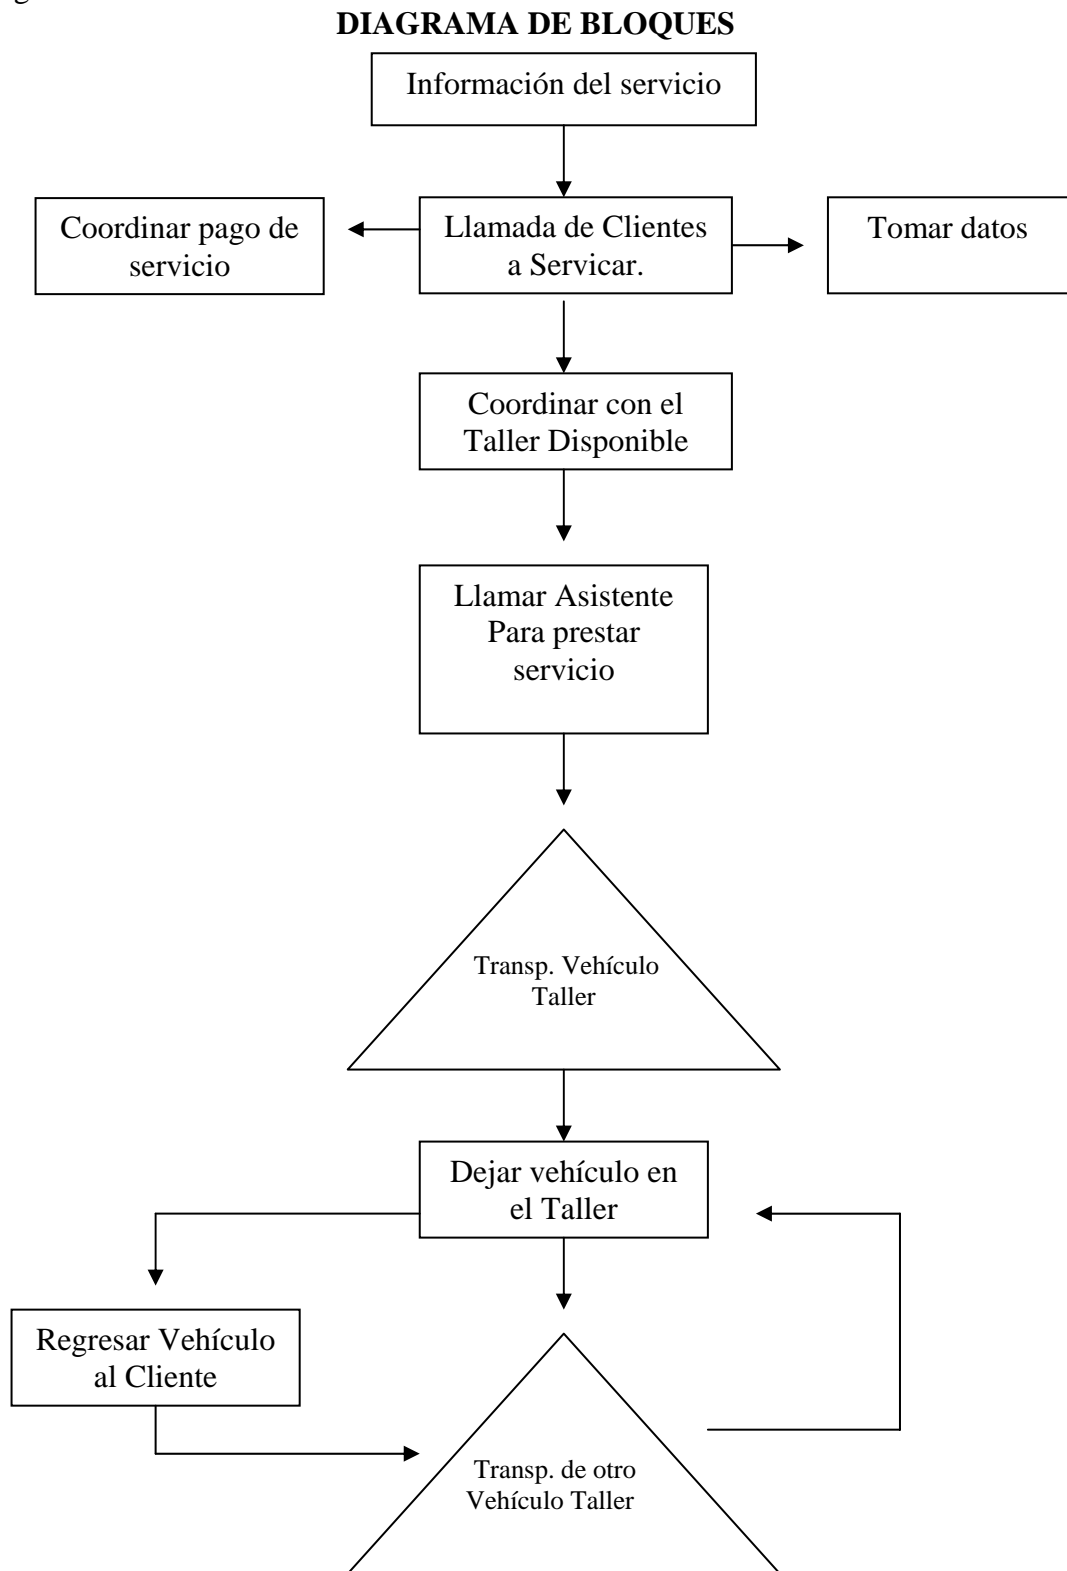 DIAGRAMA DE BLOQUES
Información del servicio
Coordinar pago de
servicio
Llamada de Clientes
a Servicar.
Tomar datos
Coordinar con el
Taller Disponible
Llamar Asistente
Para prestar
servicio
Transp. Vehículo
Taller
Dejar vehículo en
el Taller
Regresar Vehículo
al Cliente
Transp. de otro
Vehículo Taller